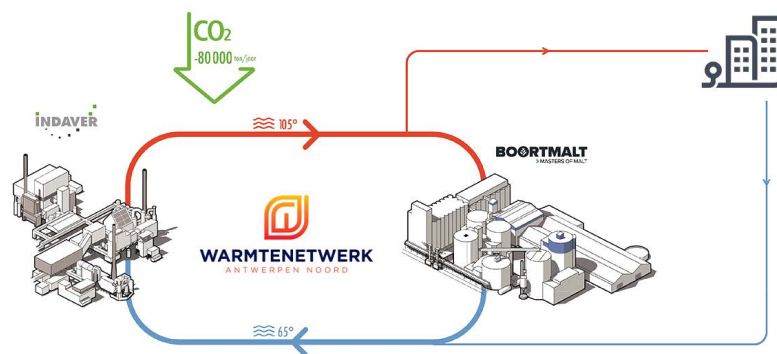 CO2
-80 000 ton/jaar
INDAVER
105°
BOORTMALT
> MASTERS OF MALT
WARMTENETWERK
ANTWERPEN NOORD
65°